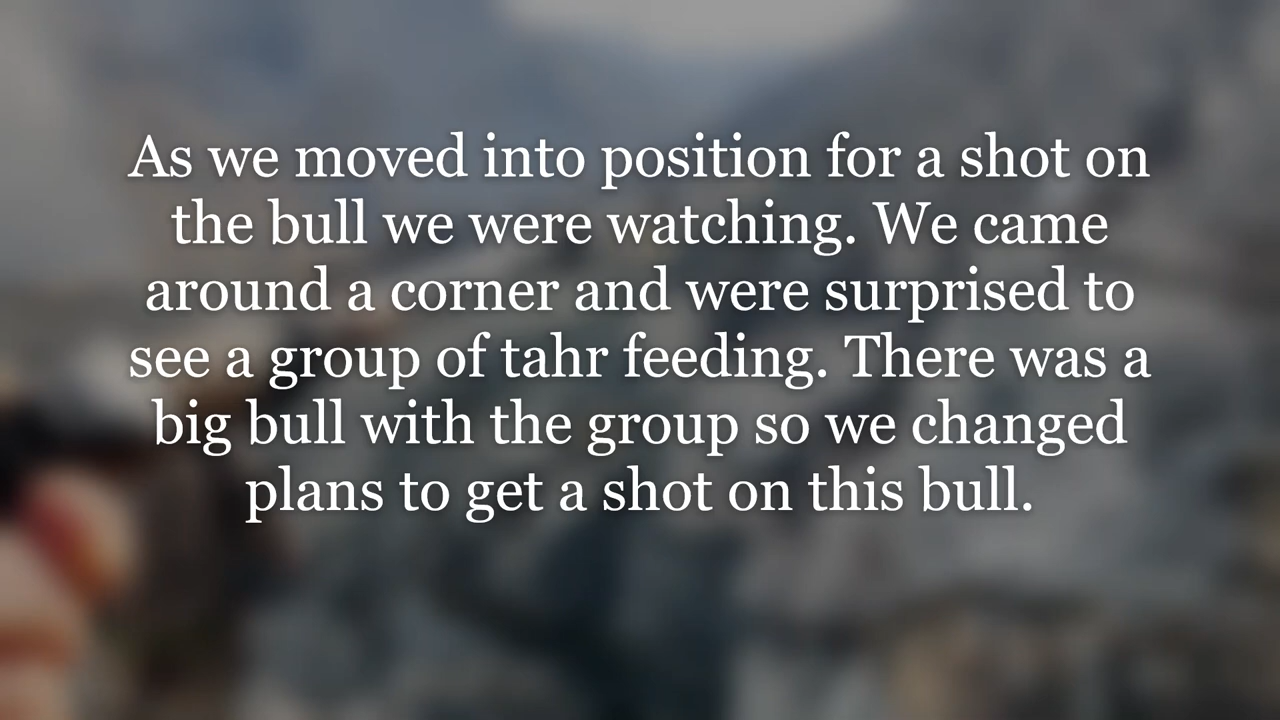 As we moved into position for a shot on
the bull we were watching. We came
around a corner and were surprised to
see a group of tahr feeding. There was a
big bull with the group so we changed
plans to get a shot on this bull.